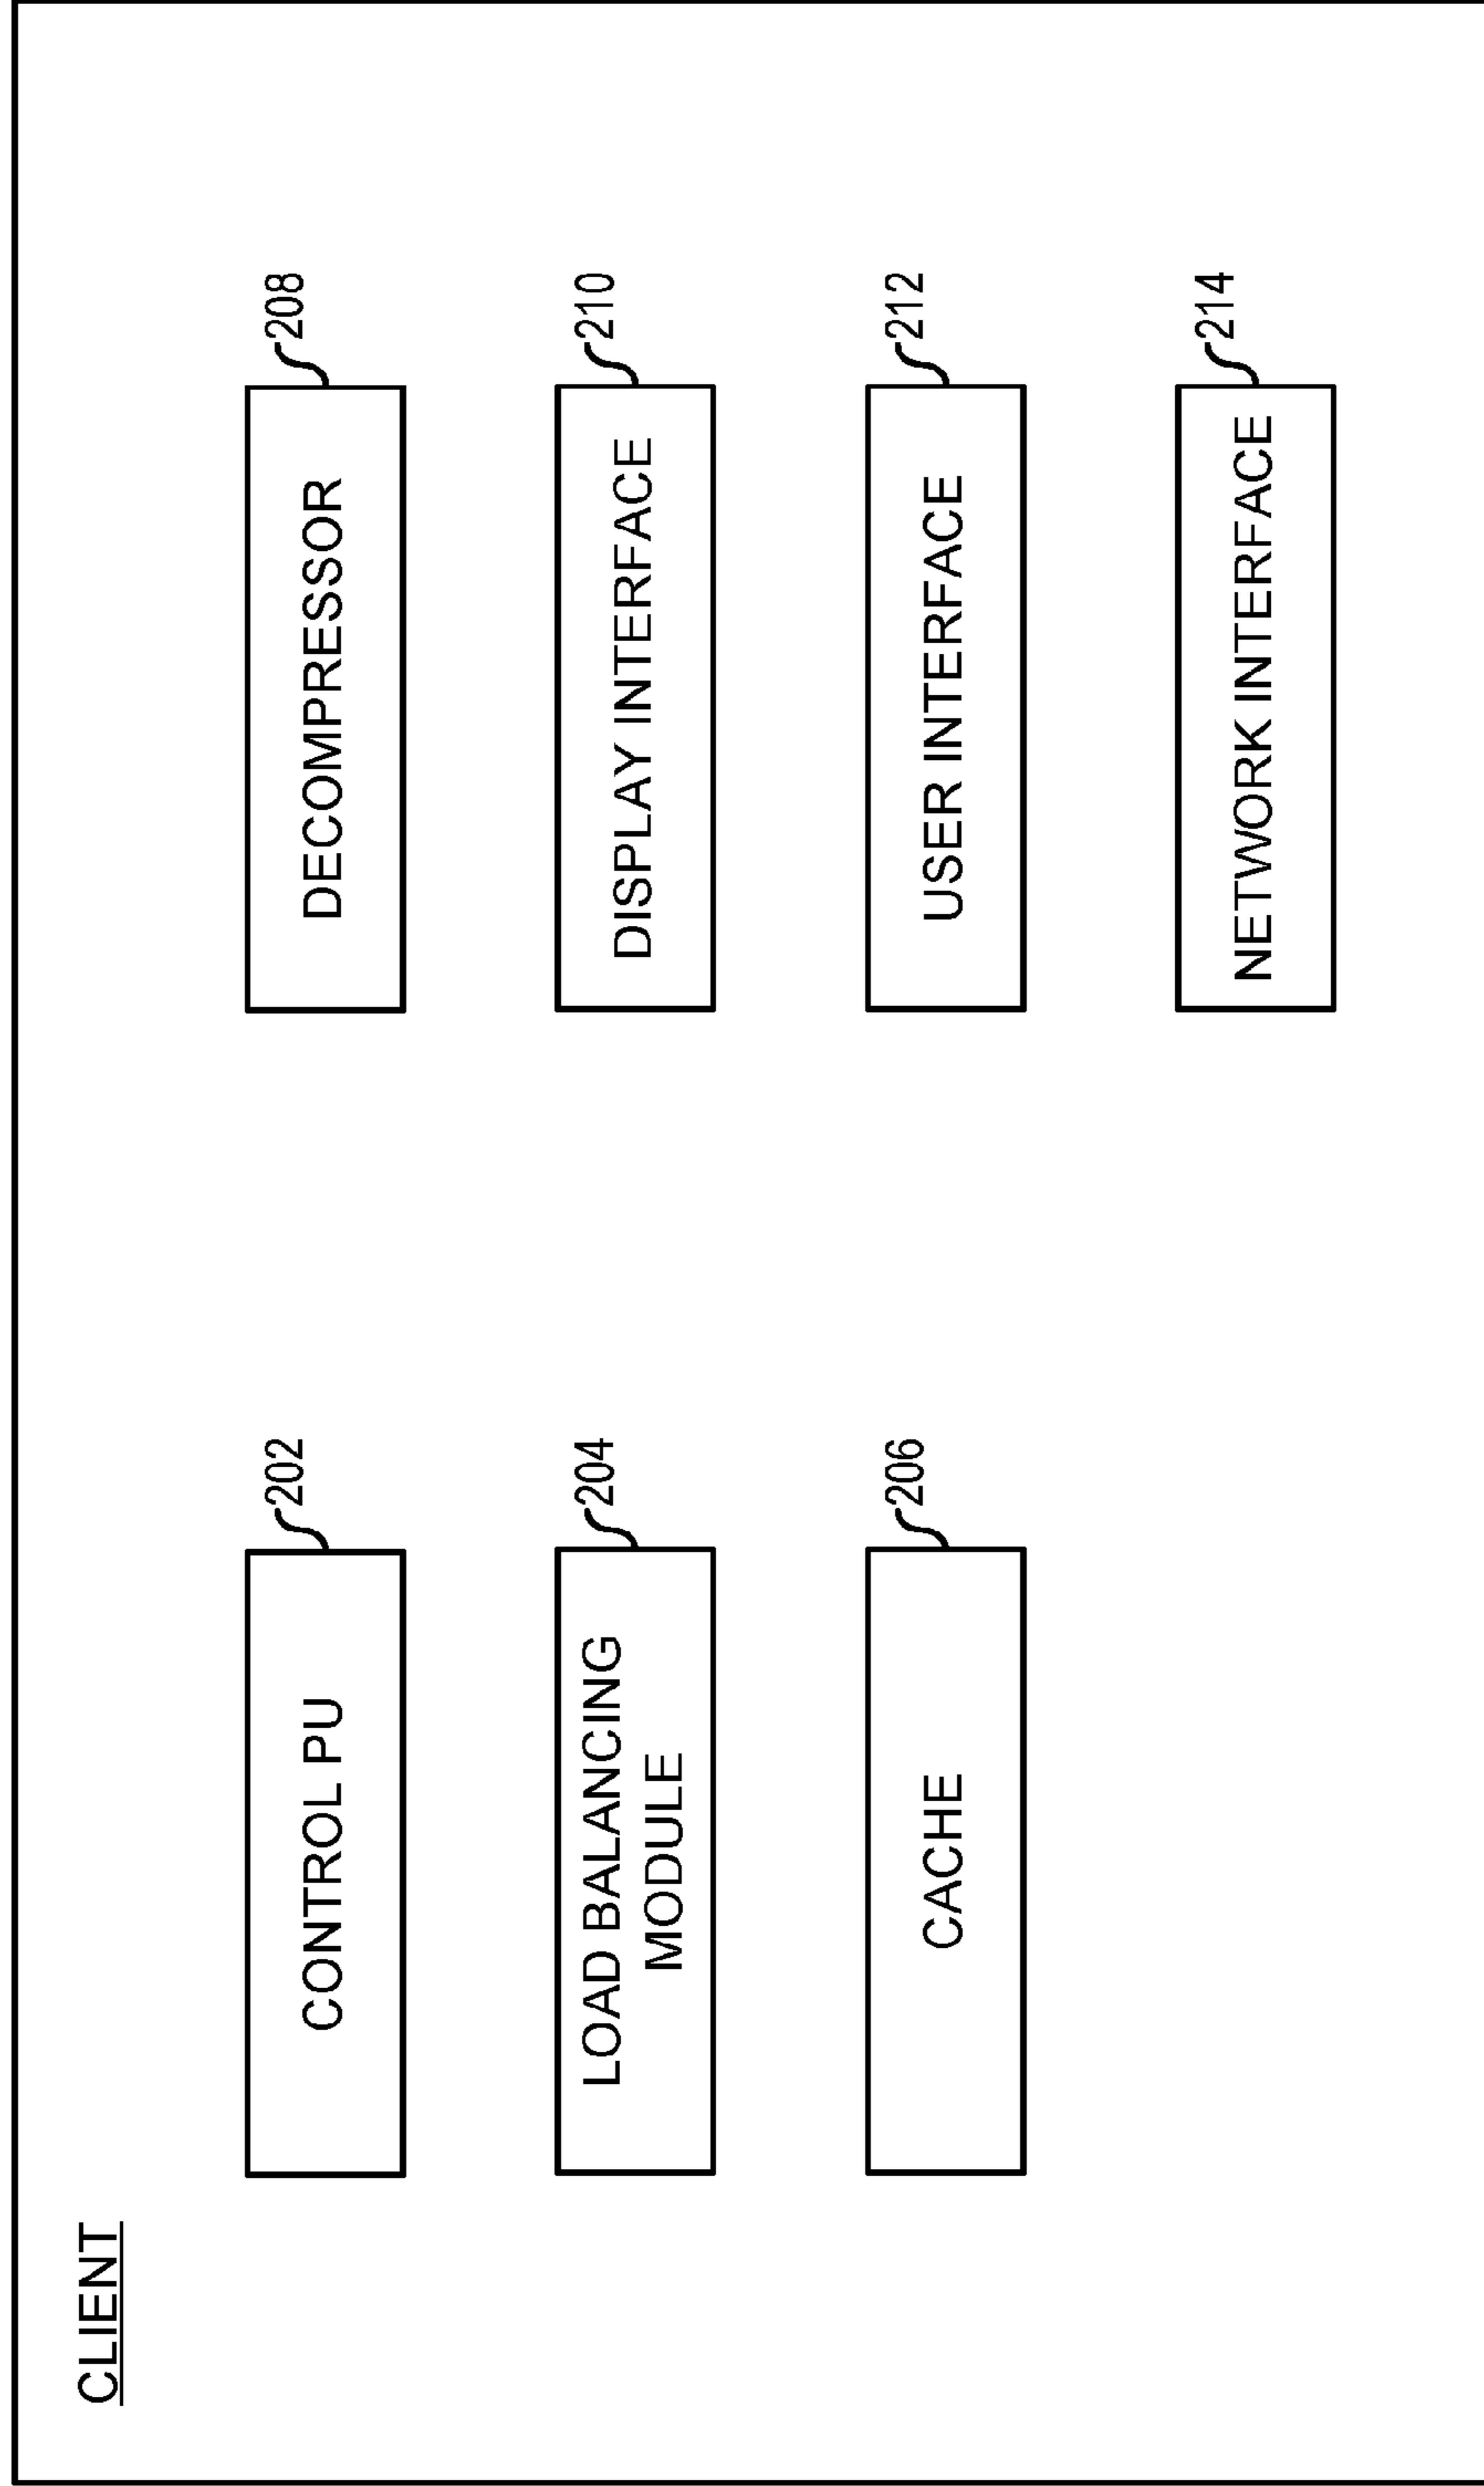 CLIENT
CONTROL PU
202
LOAD BALANCING
MODULE
204
CACHE
206
DECOMPRESSOR
208
DISPLAY INTERFACE
210
USER INTERFACE
212
NETWORK INTERFACE
214